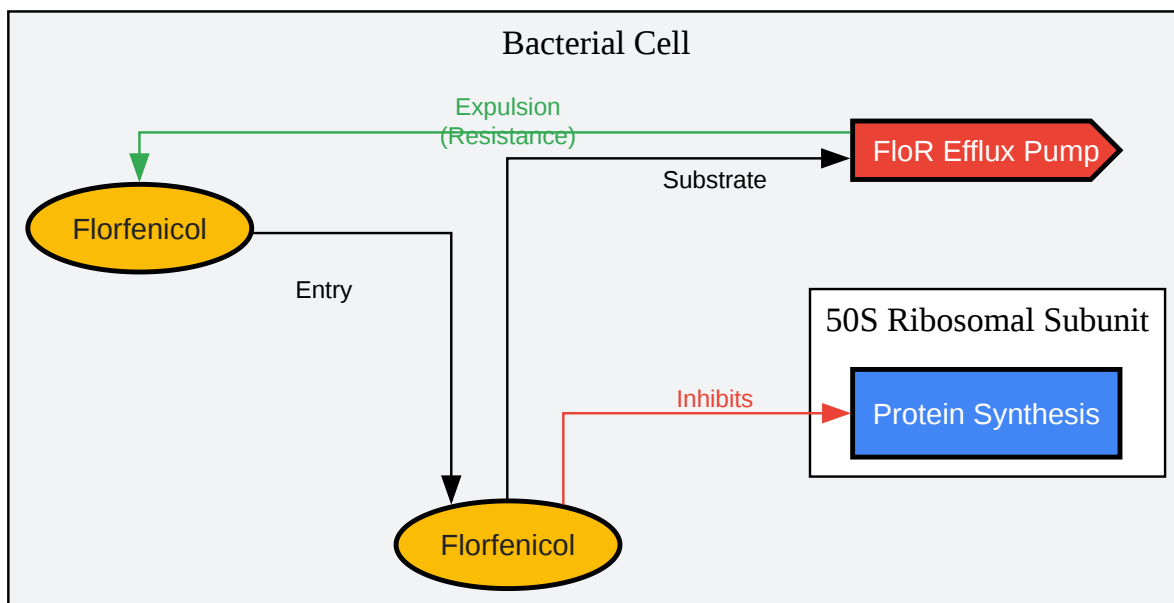 Bacterial Cell
Expulsion
(Resistance)
FloR Efflux Pump
Substrate
Florfenicol
Entry
50S Ribosomal Subunit
Inhibits
Protein Synthesis
Florfenicol